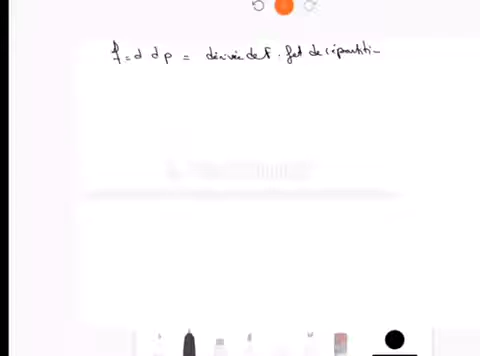 f = d d p = dérivée de F. fct de répartition